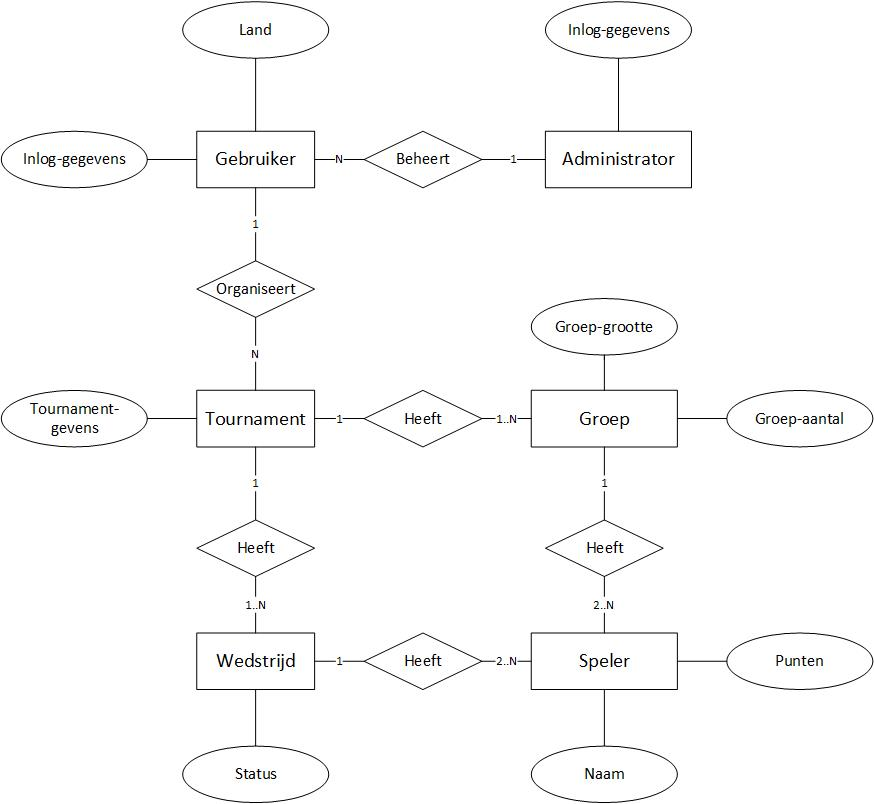 Land
Inlog-gegevens
Inlog-gegevens
Gebruiker
N
Beheert
1
Administrator
1
Organiseert
N
Groep-grootte
Tournament-
gevens
Tournament
1
Heeft
1..N
Groep
Groep-aantal
1
1
Heeft
Heeft
1..N
2..N
Wedstrijd
1
Heeft
2..N
Speler
Punten
Status
Naam